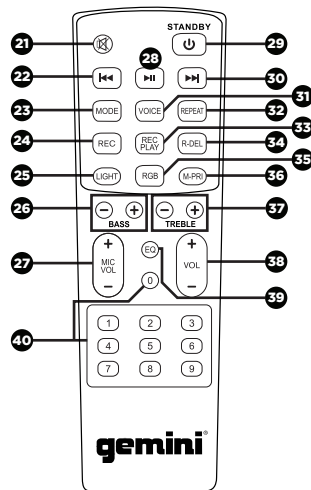 STANDBY
21
28
29
22
30
31
23
MODE
VOICE
REPEAT
32
33
24
REC
REC PLAY
R-DEL
34
35
25
LIGHT
RGB
M-PRI
36
26
− +
− +
37
BASS
TREBLE
+
EQ
+
27
MIC
VOL
VOL
38
−
0
−
39
40
1 2 3
4 5 6
7 8 9
gemini®